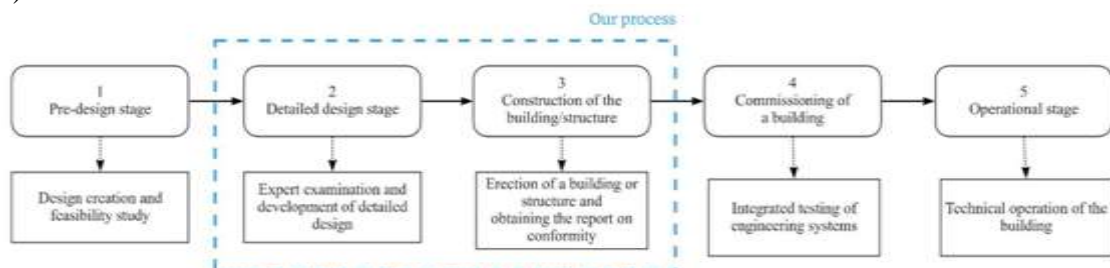 Our process
1
Pre-design stage
2
Detailed design stage
3
Construction of the
building/structure
4
Commissioning of
a building
5
Operational stage
Design creation and
feasibility study
Expert examination and
development of detailed
design
Erection of a building or
structure and
obtaining the report on
conformity
Integrated testing of
engineering systems
Technical operation of the
building